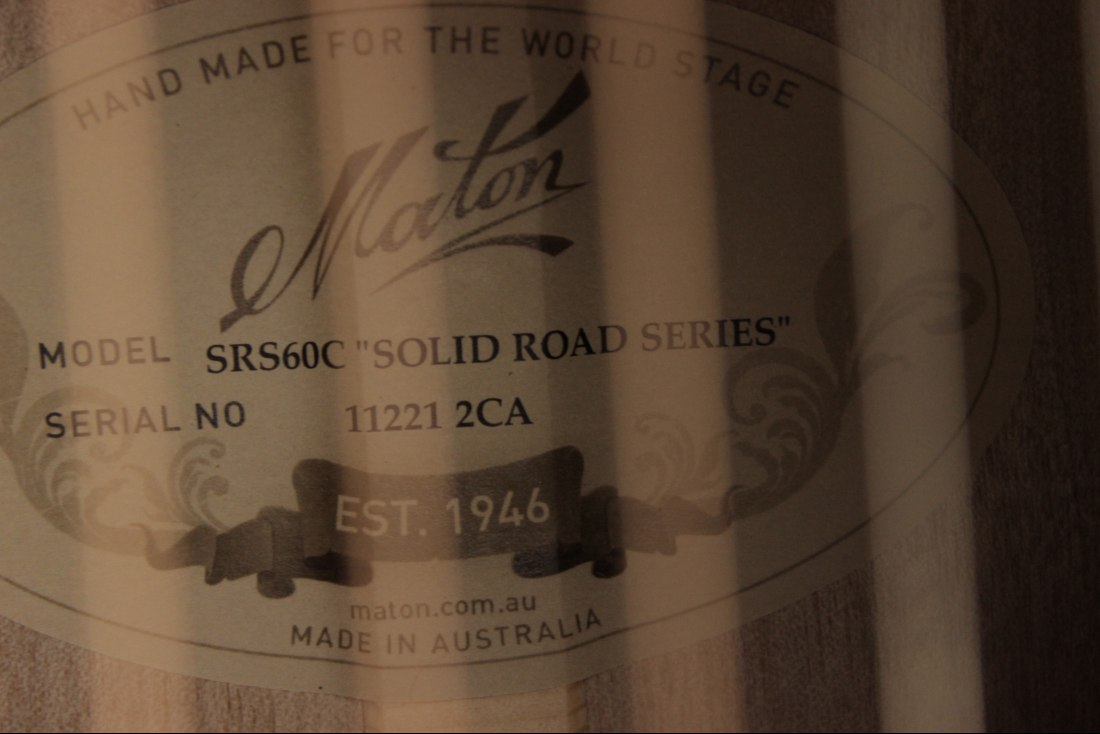 HAND MADE FOR THE WORLD STAGE
Maton
MODEL SRS60C "SOLID ROAD SERIES"
SERIAL NO 11221 2CA
EST. 1946
maton.com.au
MADE IN AUSTRALIA